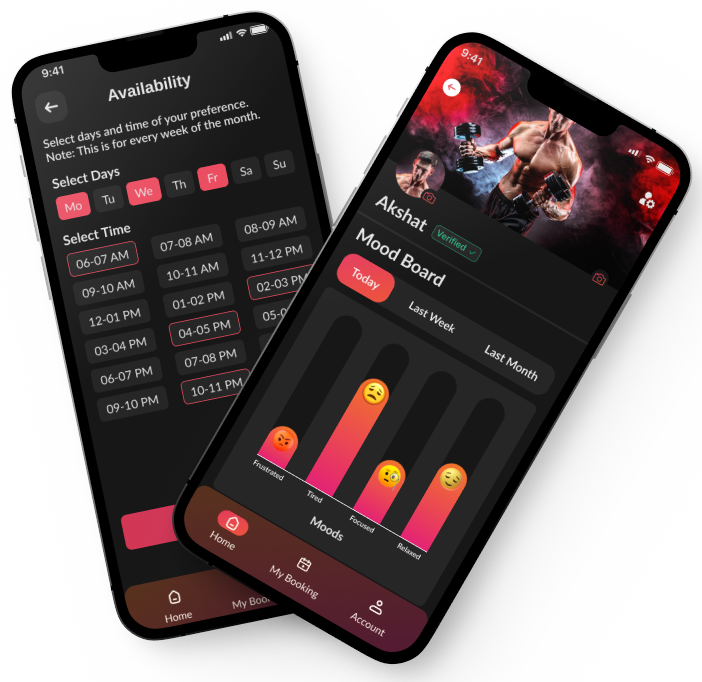 9:41
Availability
Select days and time of your preference.
Note: This is for every week of the month.
Select Days
Mo Tu We Th Fr Sa Su
Select Time
06-07 AM 07-08 AM 08-09 AM
09-10 AM 10-11 AM 11-12 PM
12-01 PM 01-02 PM 02-03 PM
03-04 PM 04-05 PM 05-0
06-07 PM 07-08 PM
09-10 PM 10-11 PM
Home My Boo
9:41
Akshat Verified
Mood Board
Today Last Week Last Month
Frustrated Tired Focused Relaxed
Moods
Home My Booking Account